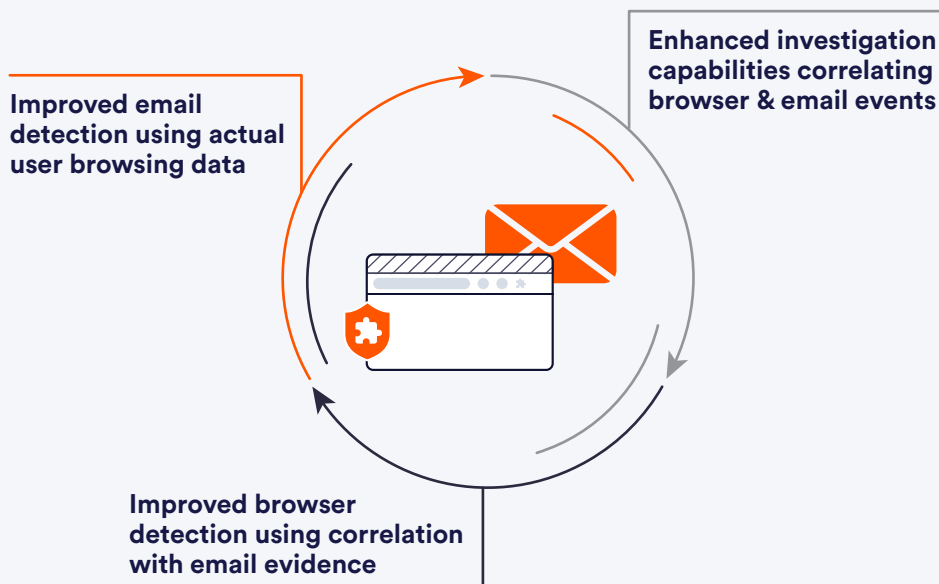 Improved email
detection using actual
user browsing data
Enhanced investigation
capabilities correlating
browser & email events
Improved browser
detection using correlation
with email evidence